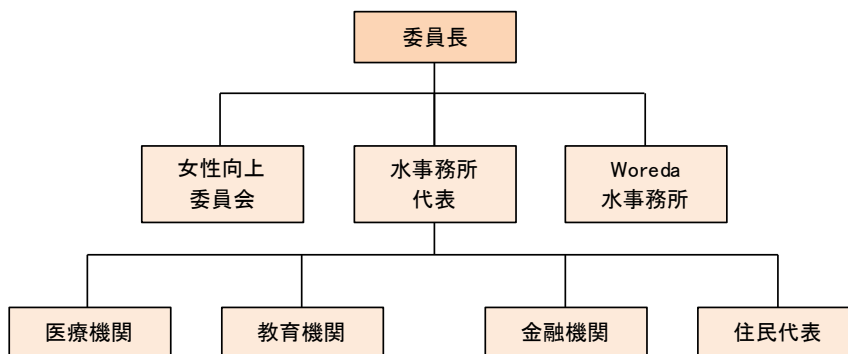 委員長
女性向上
委員会
水事務所
代表
Woreda
水事務所
医療機関
教育機関
金融機関
住民代表